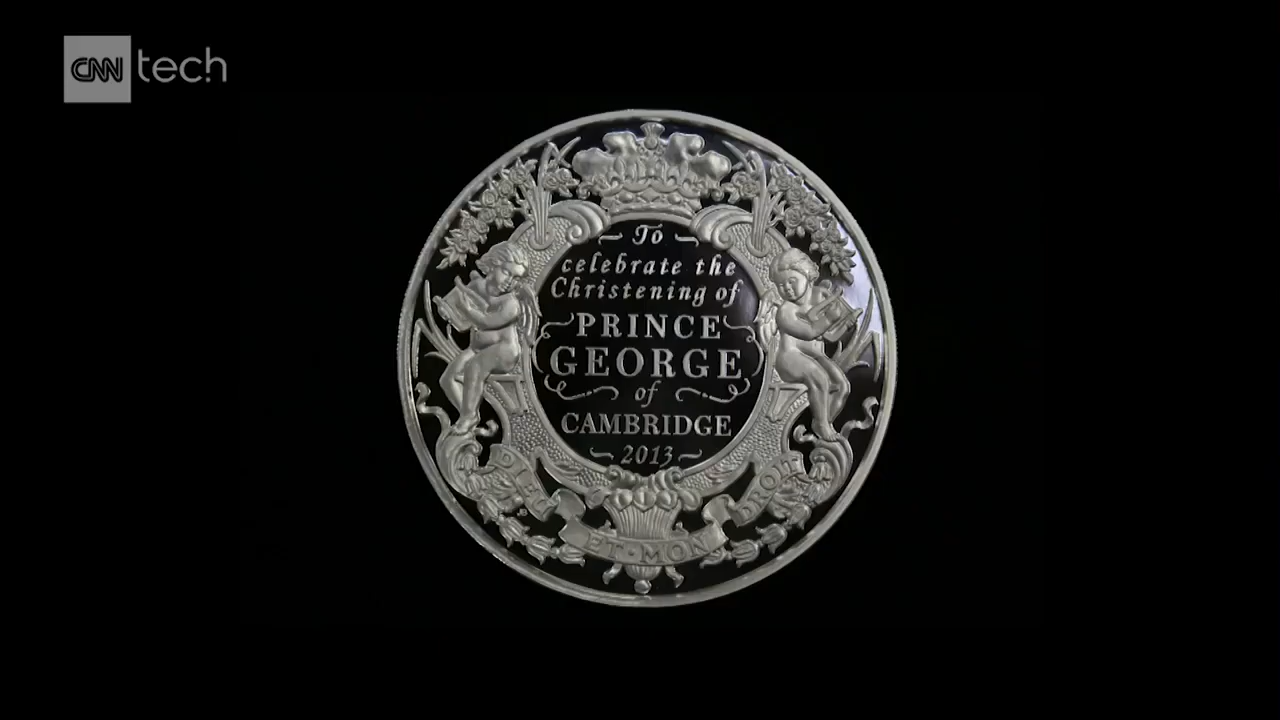 CNN tech
To
celebrate the
Christening of
PRINCE
GEORGE
of
CAMBRIDGE
2013
DIEU
ET · MON
DROIT